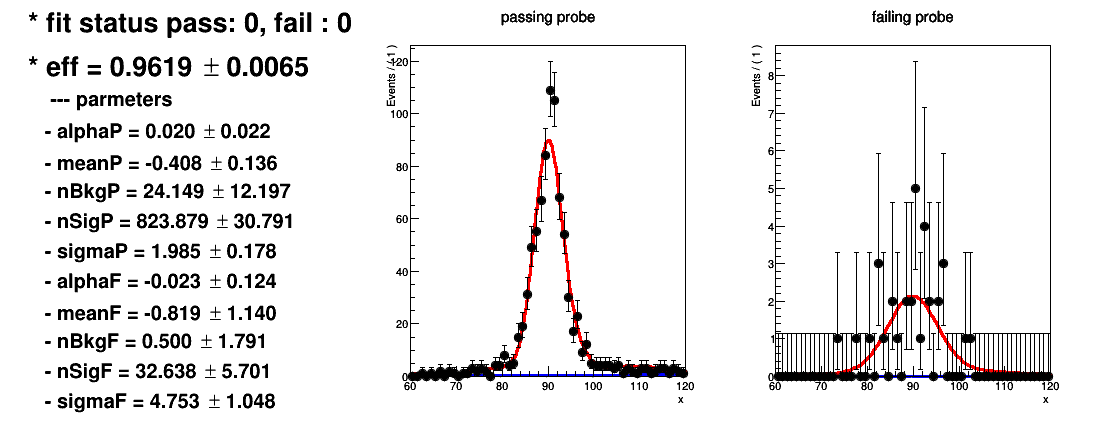 * fit status pass: 0, fail : 0
* eff = 0.9619 ± 0.0065
--- parmeters
- alphaP = 0.020 ± 0.022
- meanP = -0.408 ± 0.136
- nBkgP = 24.149 ± 12.197
- nSigP = 823.879 ± 30.791
- sigmaP = 1.985 ± 0.178
- alphaF = -0.023 ± 0.124
- meanF = -0.819 ± 1.140
- nBkgF = 0.500 ± 1.791
- nSigF = 32.638 ± 5.701
- sigmaF = 4.753 ± 1.048
passing probe
Events / ( 1 )
120
100
80
60
40
20
0
60 70 80 90 100 110 120
x
failing probe
Events / ( 1 )
8
7
6
5
4
3
2
1
0
60 70 80 90 100 110 120
x